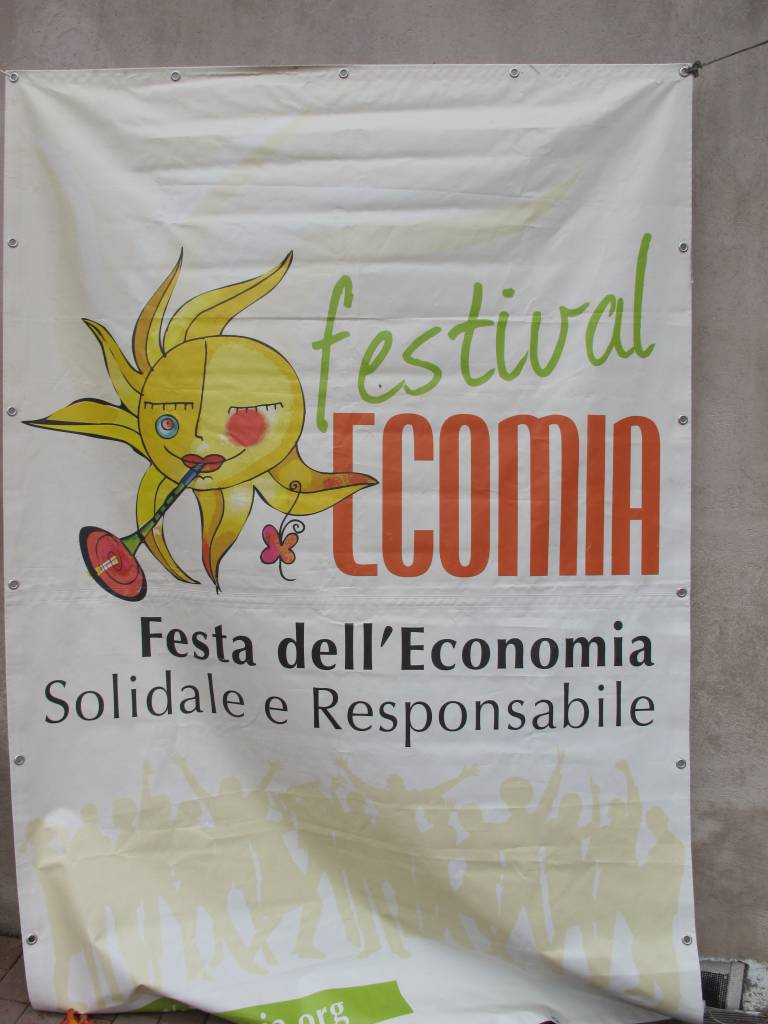 festival
ECOMIA
Festa dell'Economia
Solidale e Responsabile